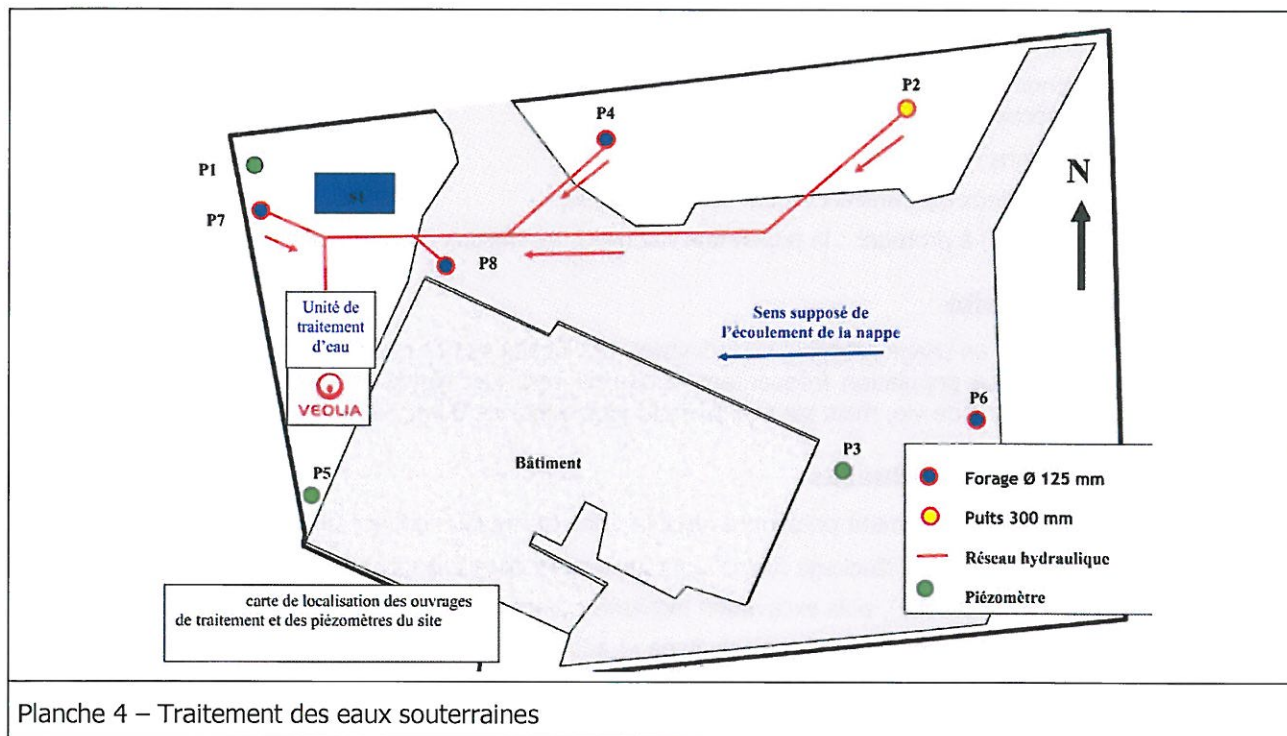 P2
P4
P1
P7
P8
N
Unité de
traitement
d'eau
VEOLIA
Sens supposé de
l'écoulement de la nappe
P6
P3
P5
Bâtiment
Forage Ø 125 mm
Puits 300 mm
Réseau hydraulique
Piézomètre
carte de localisation des ouvrages
de traitement et des piézomètres du site
Planche 4 – Traitement des eaux souterraines